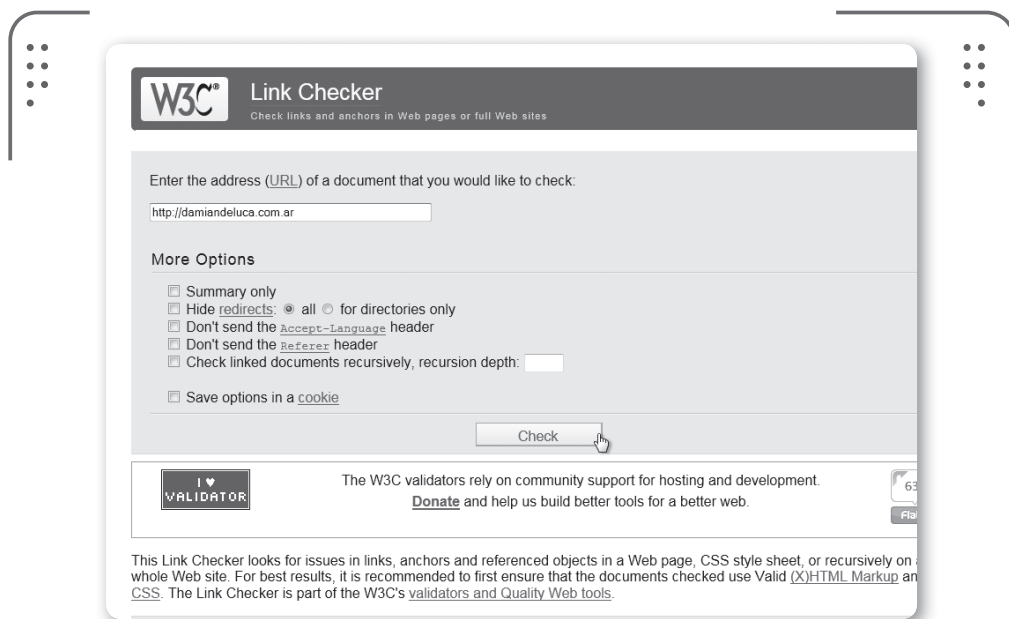 W3C®
Link Checker
Check links and anchors in Web pages or full Web sites
Enter the address (URL) of a document that you would like to check:
http://damiandeluca.com.ar
More Options
Summary only
Hide redirects: all for directories only
Don't send the Accept-Language header
Don't send the Referer header
Check linked documents recursively, recursion depth:
Save options in a cookie
Check
I ♥
VALIDATOR
The W3C validators rely on community support for hosting and development.
Donate and help us build better tools for a better web.
63
Fla
This Link Checker looks for issues in links, anchors and referenced objects in a Web page, CSS style sheet, or recursively on a
whole Web site. For best results, it is recommended to first ensure that the documents checked use Valid (X)HTML Markup an
CSS. The Link Checker is part of the W3C's validators and Quality Web tools.